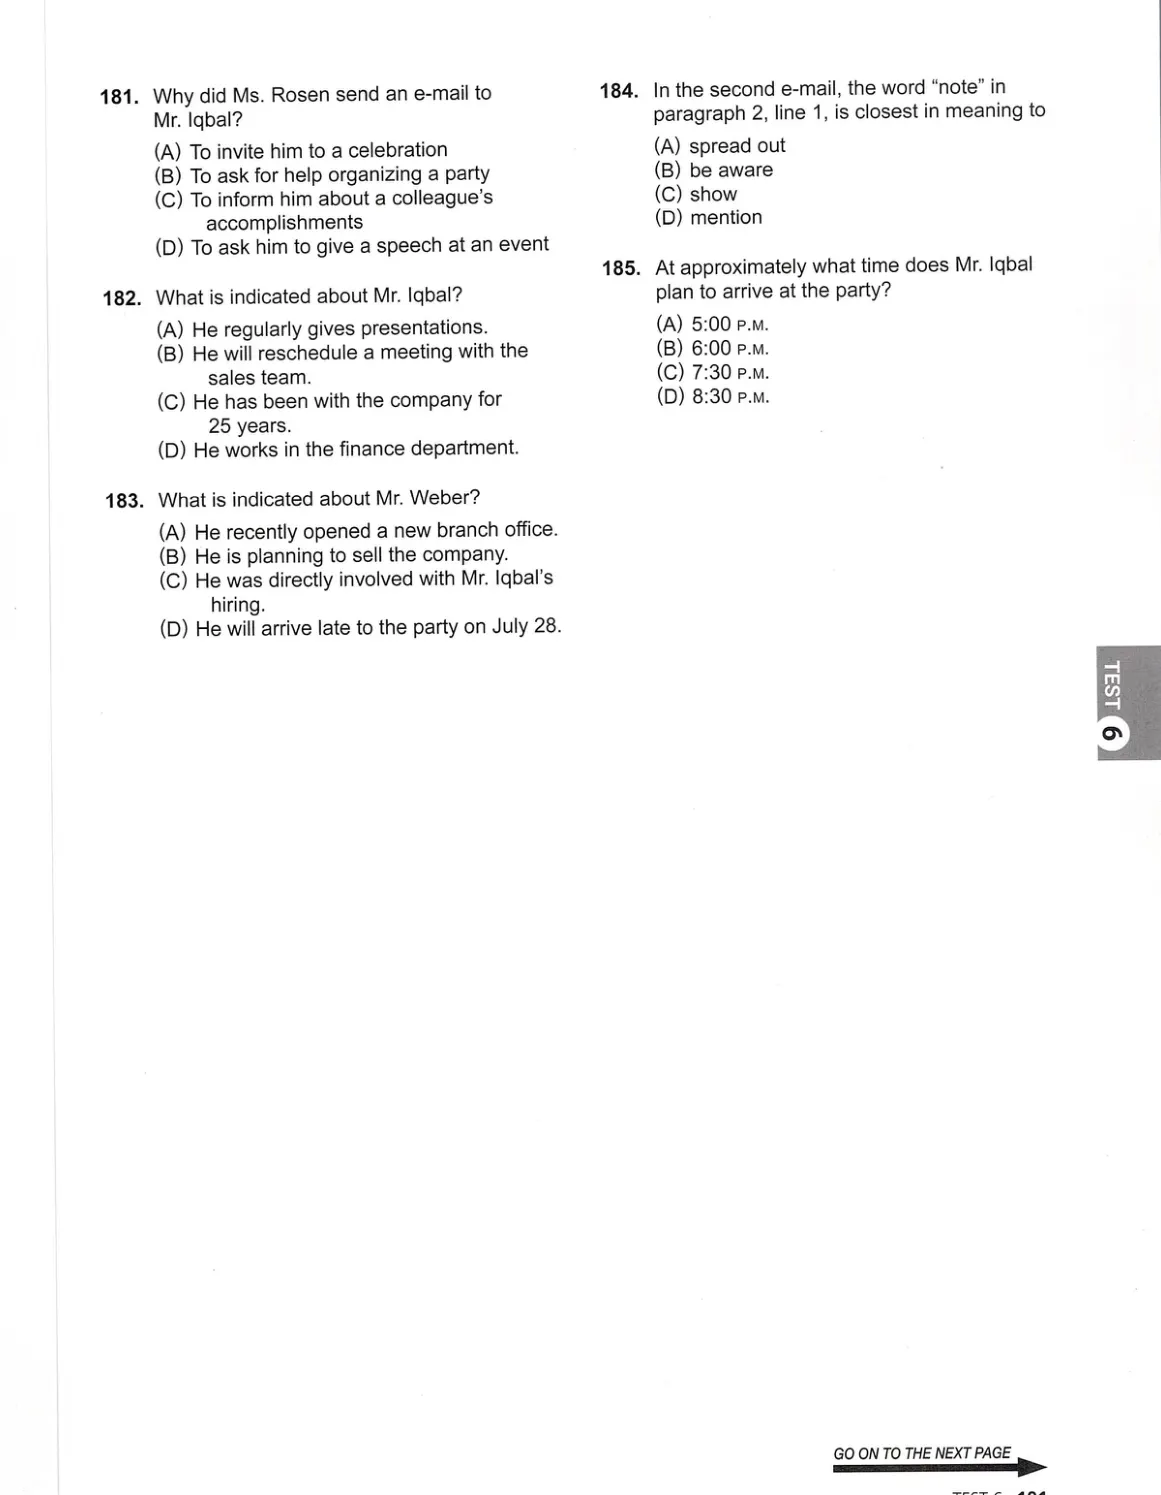 181. Why did Ms. Rosen send an e-mail to
Mr. Iqbal?
(A) To invite him to a celebration
(B) To ask for help organizing a party
(C) To inform him about a colleague's
accomplishments
(D) To ask him to give a speech at an event
182. What is indicated about Mr. Iqbal?
(A) He regularly gives presentations.
(B) He will reschedule a meeting with the
sales team.
(C) He has been with the company for
25 years.
(D) He works in the finance department.
183. What is indicated about Mr. Weber?
(A) He recently opened a new branch office.
(B) He is planning to sell the company.
(C) He was directly involved with Mr. Iqbal's
hiring.
(D) He will arrive late to the party on July 28.
184. In the second e-mail, the word “note” in
paragraph 2, line 1, is closest in meaning to
(A) spread out
(B) be aware
(C) show
(D) mention
185. At approximately what time does Mr. Iqbal
plan to arrive at the party?
(A) 5:00 P.M.
(B) 6:00 P.M.
(C) 7:30 P.M.
(D) 8:30 P.M.
TEST 6
GO ON TO THE NEXT PAGE